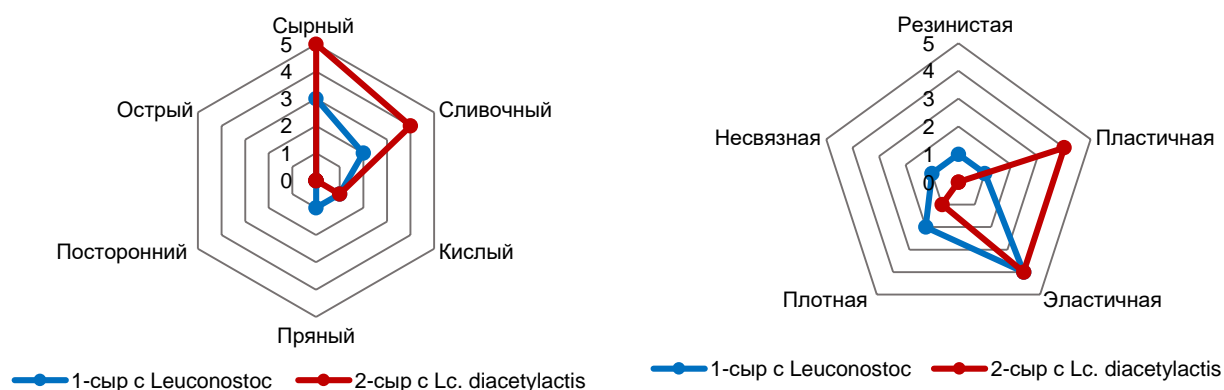 Сырный
5
4
3
2
1
0
Острый
Сливочный
Посторонний
Кислый
Пряный
1-сыр с Leuconostoc
2-сыр с Lc. diacetylactis
Резинистая
5
4
3
2
1
0
Несвязная
Пластичная
Плотная
Эластичная
1-сыр с Leuconostoc
2-сыр с Lc. diacetylactis